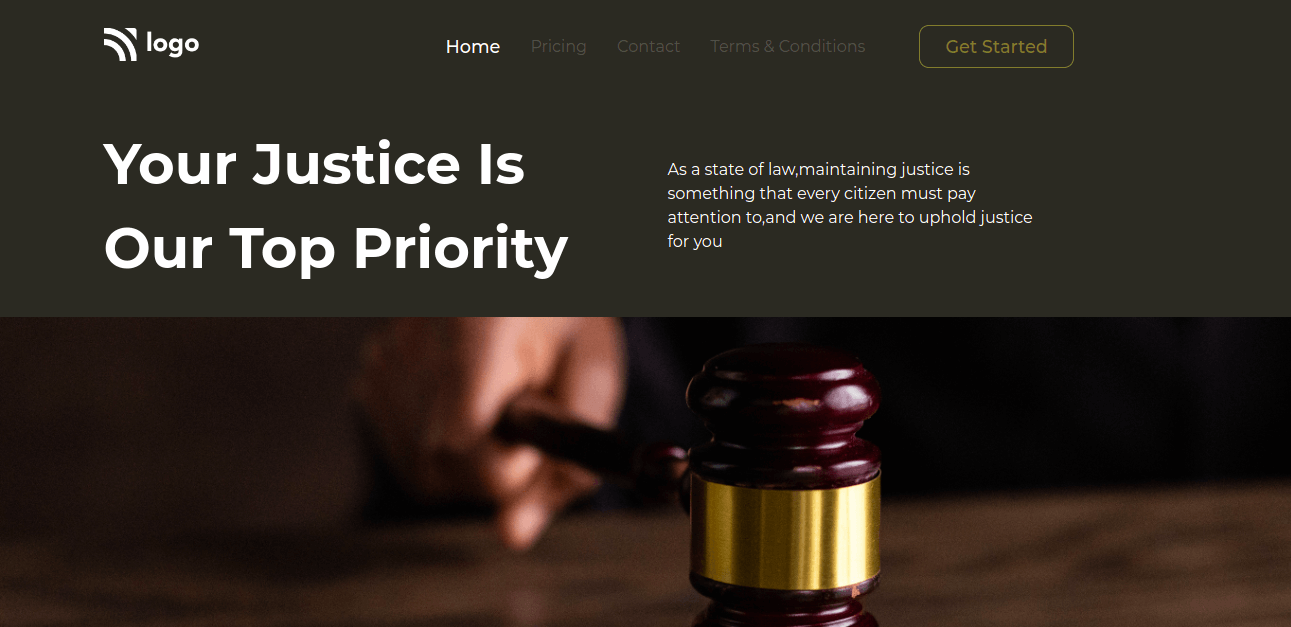 logo
Home Pricing Contact Terms & Conditions Get Started
Your Justice Is
Our Top Priority
As a state of law,maintaining justice is
something that every citizen must pay
attention to,and we are here to uphold justice
for you